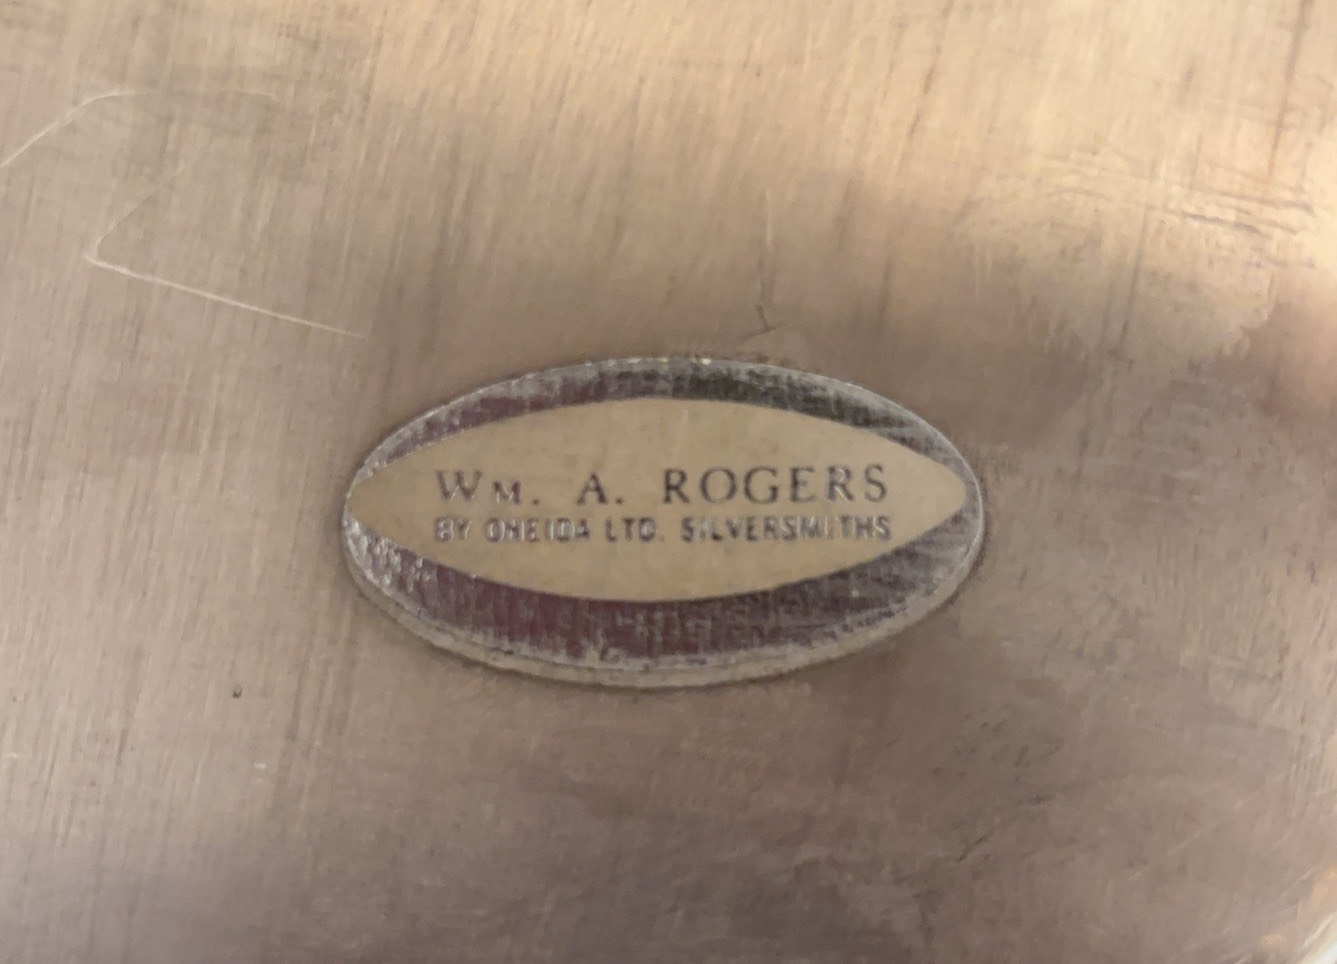 WM. A. ROGERS
BY ONEIDA LTD. SILVERSMITHS